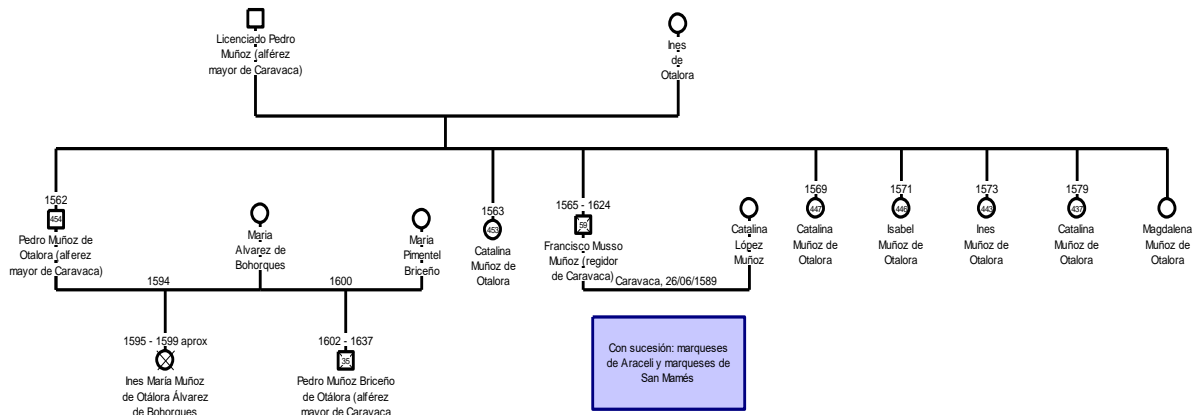 Licenciado Pedro
Muñoz (alférez
mayor de Caravaca)
Ines
de
Otalora
1562
454
Pedro Muñoz de
Otalora (alferez
mayor de Caravaca)
Maria
Alvarez de
Bohorques
Maria
Pimentel
Briceño
1563
453
Catalina
Muñoz de
Otalora
1565 - 1624
59
Francisco Musso
Muñoz (regidor
de Caravaca)
Catalina
López
Muñoz
1569
447
Catalina
Muñoz de
Otalora
1571
446
Isabel
Muñoz de
Otalora
1573
443
Ines
Muñoz de
Otalora
1579
437
Catalina
Muñoz de
Otalora
Magdalena
Muñoz de
Otalora
1594
1600
Caravaca, 26/06/1589
1595 - 1599 aprox
Ines María Muñoz
de Otálora Álvarez
de Bohorques
1602 - 1637
35
Pedro Muñoz Briceño
de Otálora (alférez
mayor de Caravaca
Con sucesión: marqueses
de Araceli y marqueses de
San Mamés